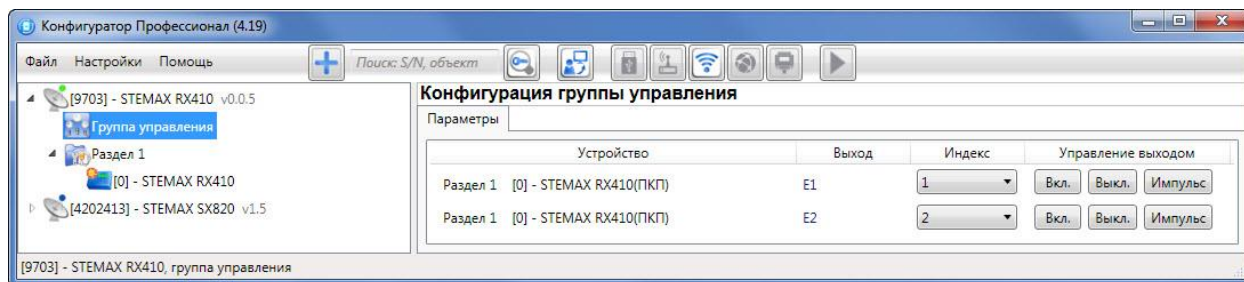 Конфигуратор Профессионал (4.19)
Файл Настройки Помощь Поиск: S/N, объект
[9703] - STEMAX RX410 v0.0.5
Группа управления
Раздел 1
[0] - STEMAX RX410
[4202413] - STEMAX SX820 v1.5
Конфигурация группы управления
Параметры
Устройство Выход Индекс Управление выходом
Раздел 1 [0] - STEMAX RX410(ПКП) E1 1 Вкл. Выкл. Импульс
Раздел 1 [0] - STEMAX RX410(ПКП) E2 2 Вкл. Выкл. Импульс
[9703] - STEMAX RX410, группа управления